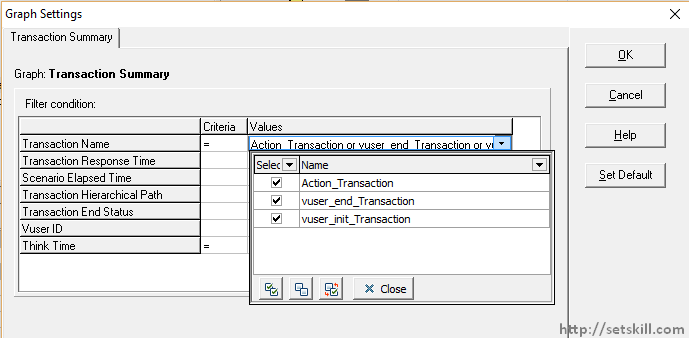 Graph Settings
Transaction Summary
Graph: Transaction Summary
Filter condition:
Criteria Values
Transaction Name = Action_Transaction or vuser_end_Transaction or
Transaction Response Time
Scenario Elapsed Time
Transaction Hierarchical Path
Transaction End Status
Vuser ID
Think Time =
Selec Name
Action_Transaction
vuser_end_Transaction
vuser_init_Transaction
Close
OK
Cancel
Help
Set Default
http://setskill.com